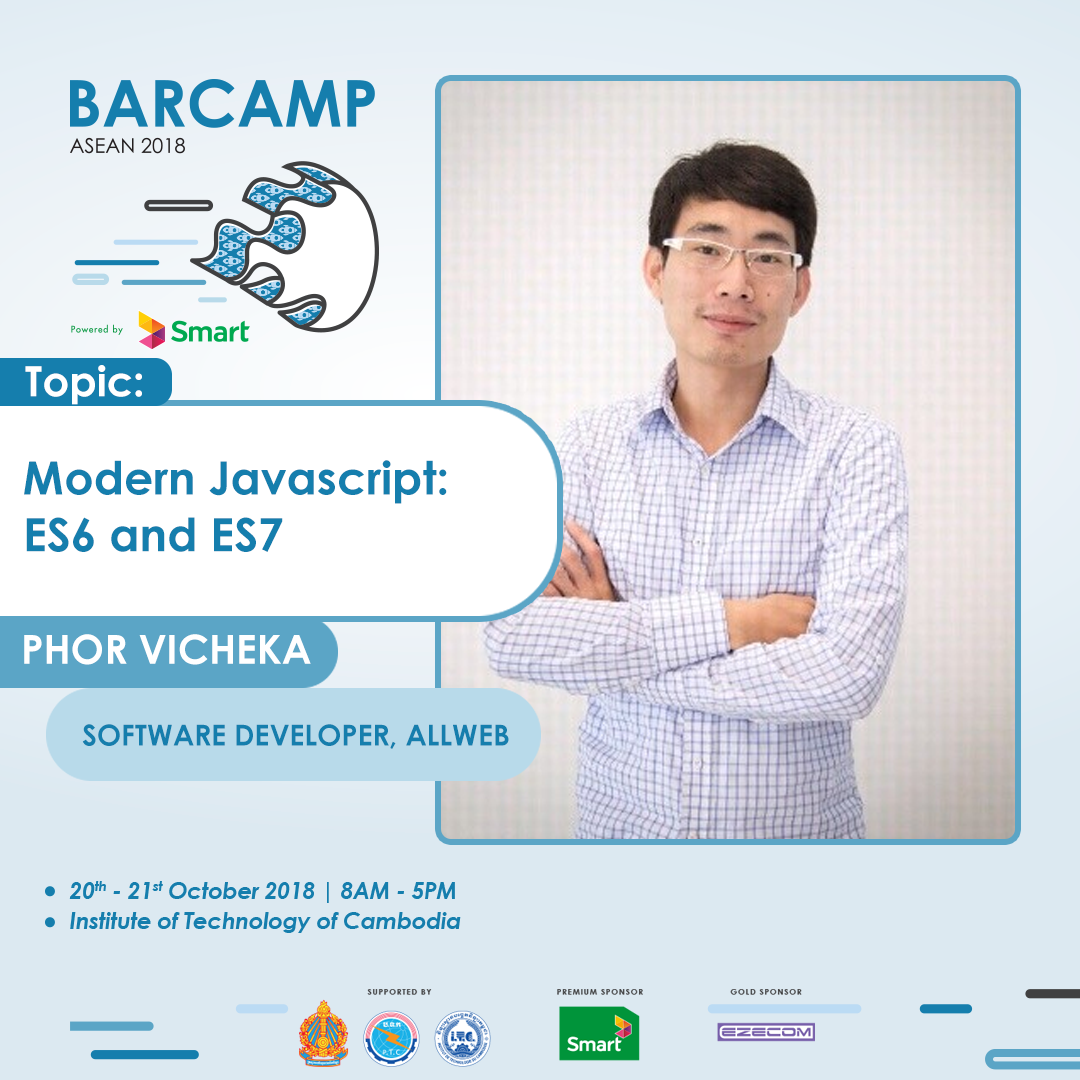 BARCAMP
ASEAN 2018
Powered by Smart
Topic:
Modern Javascript:
ES6 and ES7
PHOR VICHEKA
SOFTWARE DEVELOPER, ALLWEB
20th - 21st October 2018 | 8AM - 5PM
Institute of Technology of Cambodia
SUPPORTED BY
PREMIUM SPONSOR
GOLD SPONSOR
P.T.C
I.T.C
Smart
EZECOM